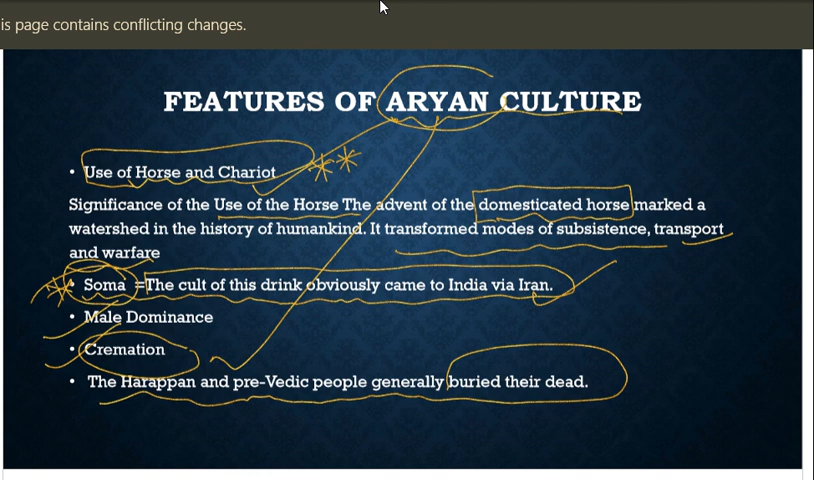 is page contains conflicting changes.
FEATURES OF ARYAN CULTURE
• Use of Horse and Chariot
Significance of the Use of the Horse The advent of the domesticated horse marked a
watershed in the history of humankind. It transformed modes of subsistence, transport
and warfare
• Soma =The cult of this drink obviously came to India via Iran.
• Male Dominance
• Cremation
• The Harappan and pre-Vedic people generally buried their dead.